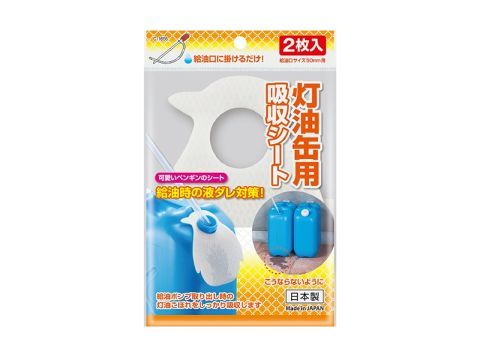 2枚入
給油口サイズ50mm用
給油口に掛けるだけ!
灯油缶用
吸収シート
可愛いペンギンのシート
給油時の液ダレ対策!
給油ポンプ取り出し時の
灯油こぼれをしっかり吸収します
こうならないように
日本製
Made in JAPAN